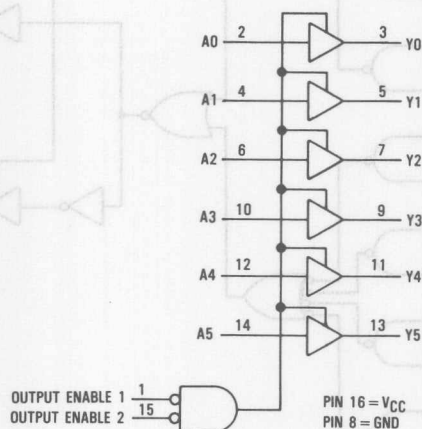 A0 2 3 Y0
A1 4 5 Y1
A2 6 7 Y2
A3 10 9 Y3
A4 12 11 Y4
A5 14 13 Y5
OUTPUT ENABLE 1 1
OUTPUT ENABLE 2 15
PIN 16 = VCC
PIN 8 = GND